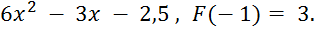 6x² − 3x − 2,5 , F(− 1) = 3.